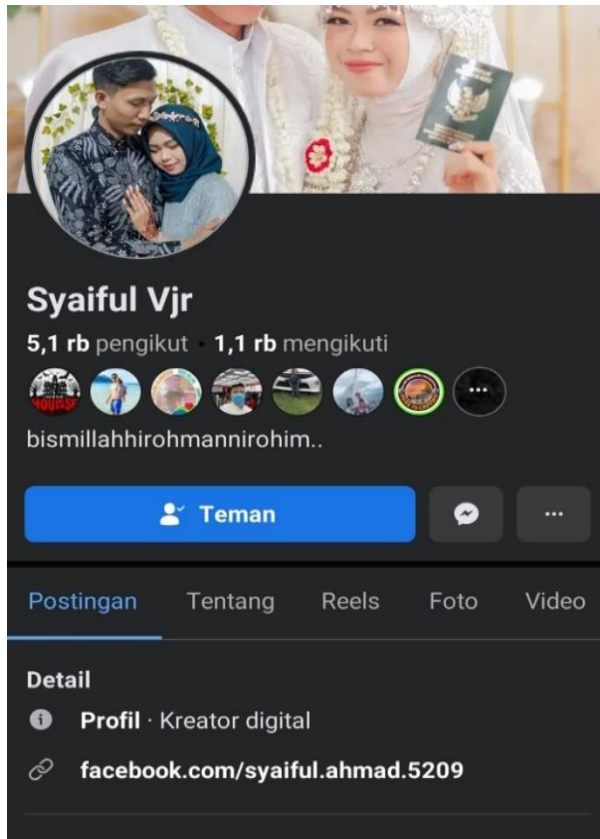 Syaiful Vjr
5,1 rb pengikut · 1,1 rb mengikuti
bismillahhirohmannirohim..
Teman
Postingan Tentang Reels Foto Video
Detail
Profil · Kreator digital
facebook.com/syaiful.ahmad.5209